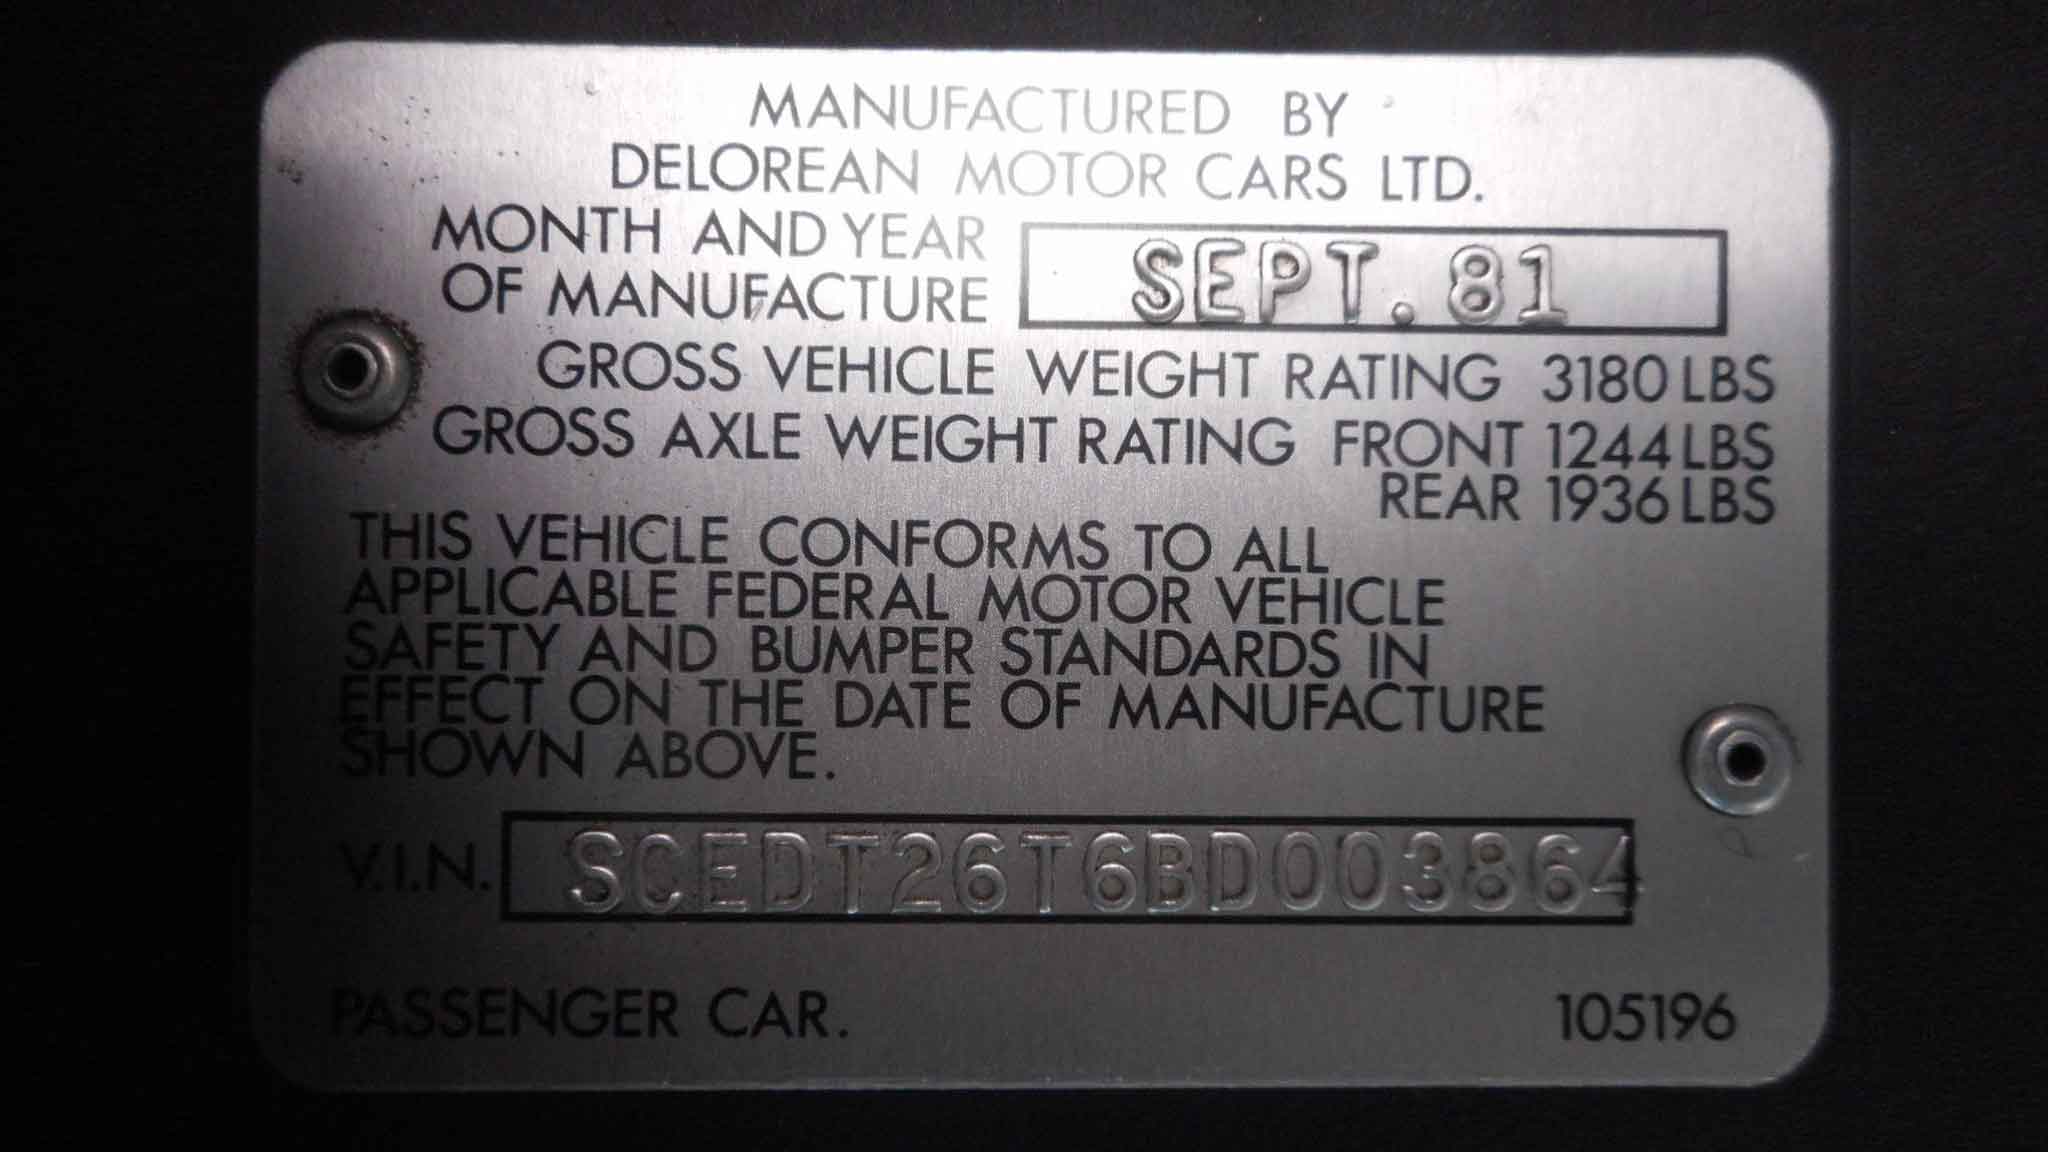 MANUFACTURED BY
DELOREAN MOTOR CARS LTD.
MONTH AND YEAR
OF MANUFACTURE SEPT.81
GROSS VEHICLE WEIGHT RATING 3180 LBS
GROSS AXLE WEIGHT RATING FRONT 1244 LBS
REAR 1936 LBS
THIS VEHICLE CONFORMS TO ALL
APPLICABLE FEDERAL MOTOR VEHICLE
SAFETY AND BUMPER STANDARDS IN
EFFECT ON THE DATE OF MANUFACTURE
SHOWN ABOVE.
V.I.N. SCEDT26T6BD003864
PASSENGER CAR. 105196